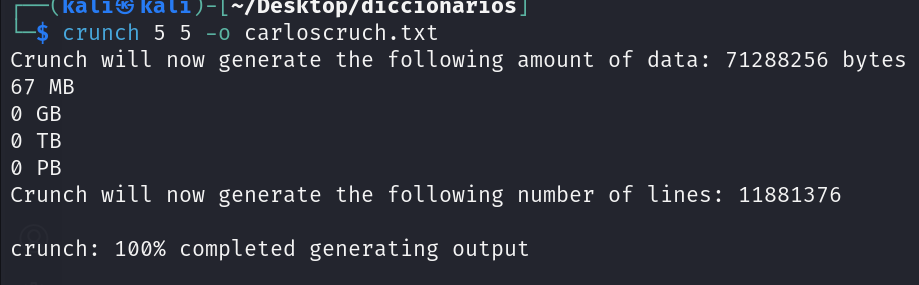 ┌──(kali㉿kali)-[~/Desktop/diccionarios]
└─$ crunch 5 5 -o carloscruch.txt
Crunch will now generate the following amount of data: 71288256 bytes
67 MB
0 GB
0 TB
0 PB
Crunch will now generate the following number of lines: 11881376
crunch: 100% completed generating output